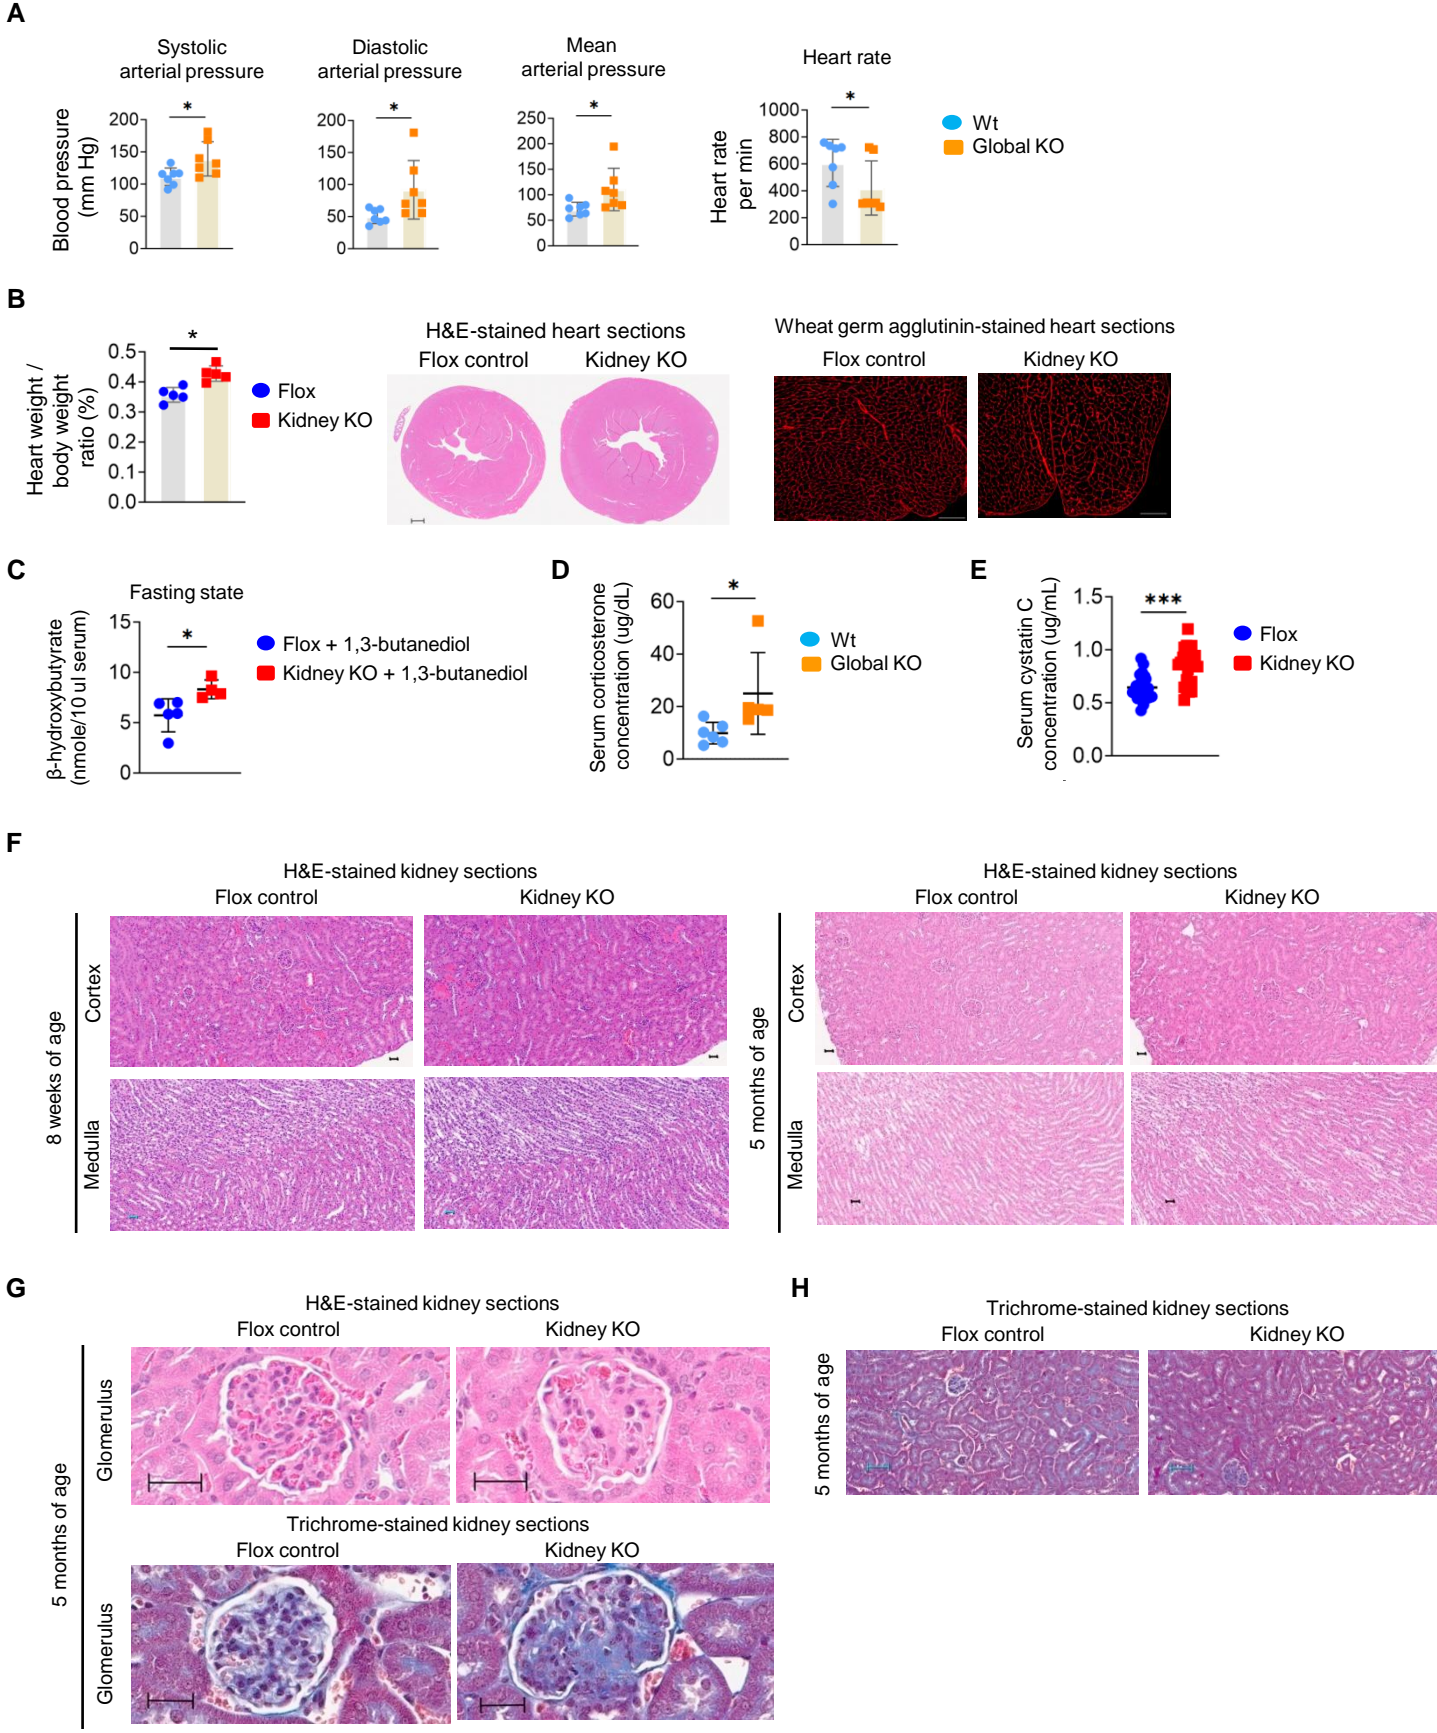 A
Systolic
arterial pressure
Diastolic
arterial pressure
Mean
arterial pressure
Heart rate
Blood pressure
(mm Hg)
200
150
100
50
0
*
200
150
100
50
0
*
250
200
150
100
50
0
*
Heart rate
per min
1000
800
600
400
200
0
*
Wt
Global KO
B
Heart weight /
body weight
ratio (%)
0.5
0.4
0.3
0.2
0.1
0.0
*
Flox
Kidney KO
H&E-stained heart sections
Flox control
Kidney KO
Wheat germ agglutinin-stained heart sections
Flox control
Kidney KO
C
Fasting state
β-hydroxybutyrate
(nmole/10 ul serum)
15
10
5
0
*
Flox + 1,3-butanediol
Kidney KO + 1,3-butanediol
D
Serum corticosterone
concentration (ug/dL)
60
40
20
0
*
Wt
Global KO
E
Serum cystatin C
concentration (ug/mL)
1.5
1.0
0.5
0.0
***
Flox
Kidney KO
F
H&E-stained kidney sections
Flox control
Kidney KO
8 weeks of age
Cortex
Medulla
H&E-stained kidney sections
Flox control
Kidney KO
5 months of age
Cortex
Medulla
G
H&E-stained kidney sections
Flox control
Kidney KO
5 months of age
Glomerulus
Trichrome-stained kidney sections
Flox control
Kidney KO
Glomerulus
H
Trichrome-stained kidney sections
Flox control
Kidney KO
5 months of age